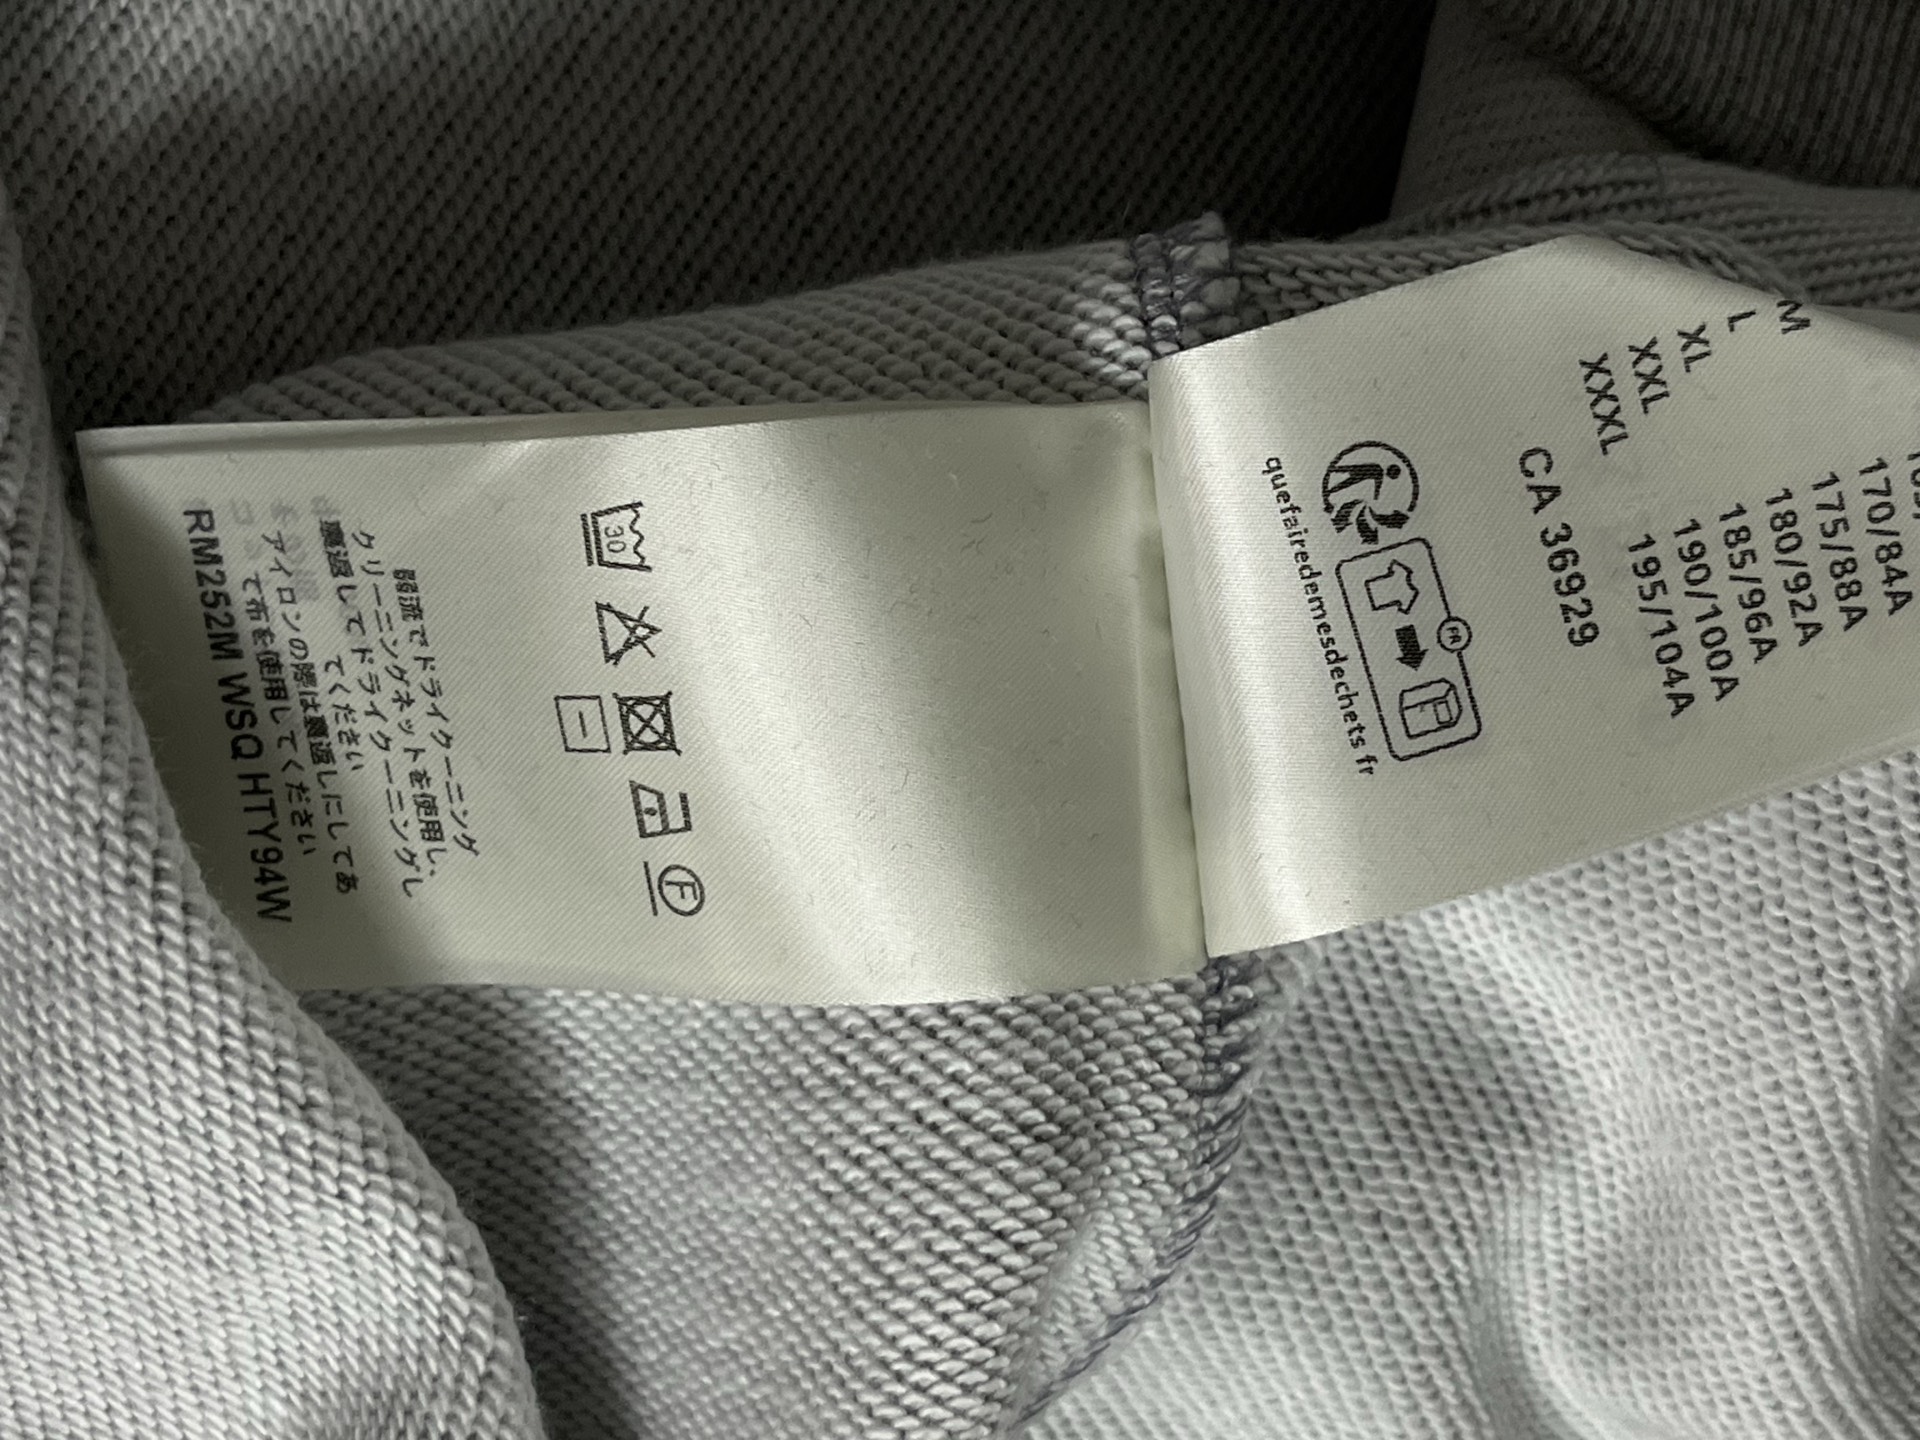 30
F
弱流でドライクーニング
クリーニングネットを使用し、
裏返してドライクーニングし
てください
アイロンの際は裏返しにしてあ
て布を使用してください
RM252M WSQ HTY94W
M
L
XL
XXL
XXXL
170/84A
175/88A
180/92A
185/96A
190/100A
195/104A
CA 36929
FR
quefairedemesdechets fr